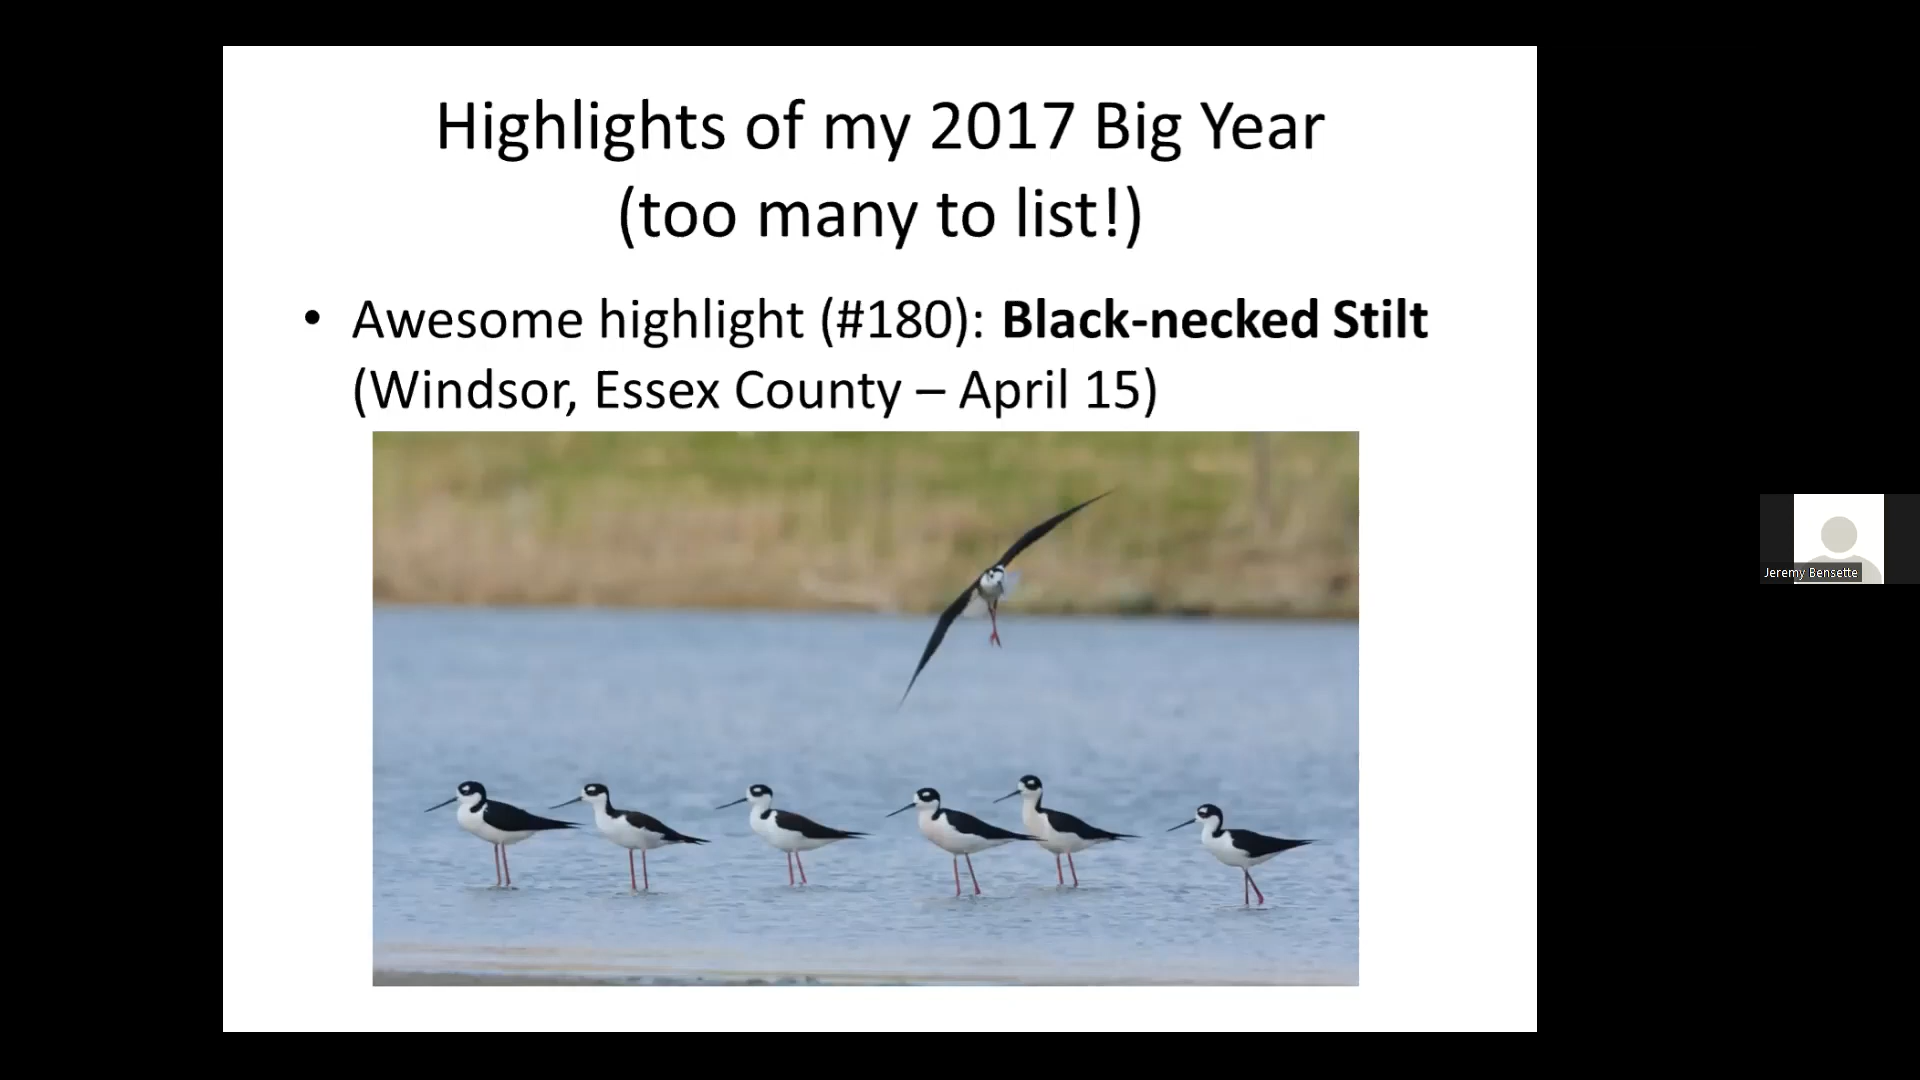 Highlights of my 2017 Big Year
(too many to list!)
• Awesome highlight (#180): Black-necked Stilt
(Windsor, Essex County – April 15)
Jeremy Bensette